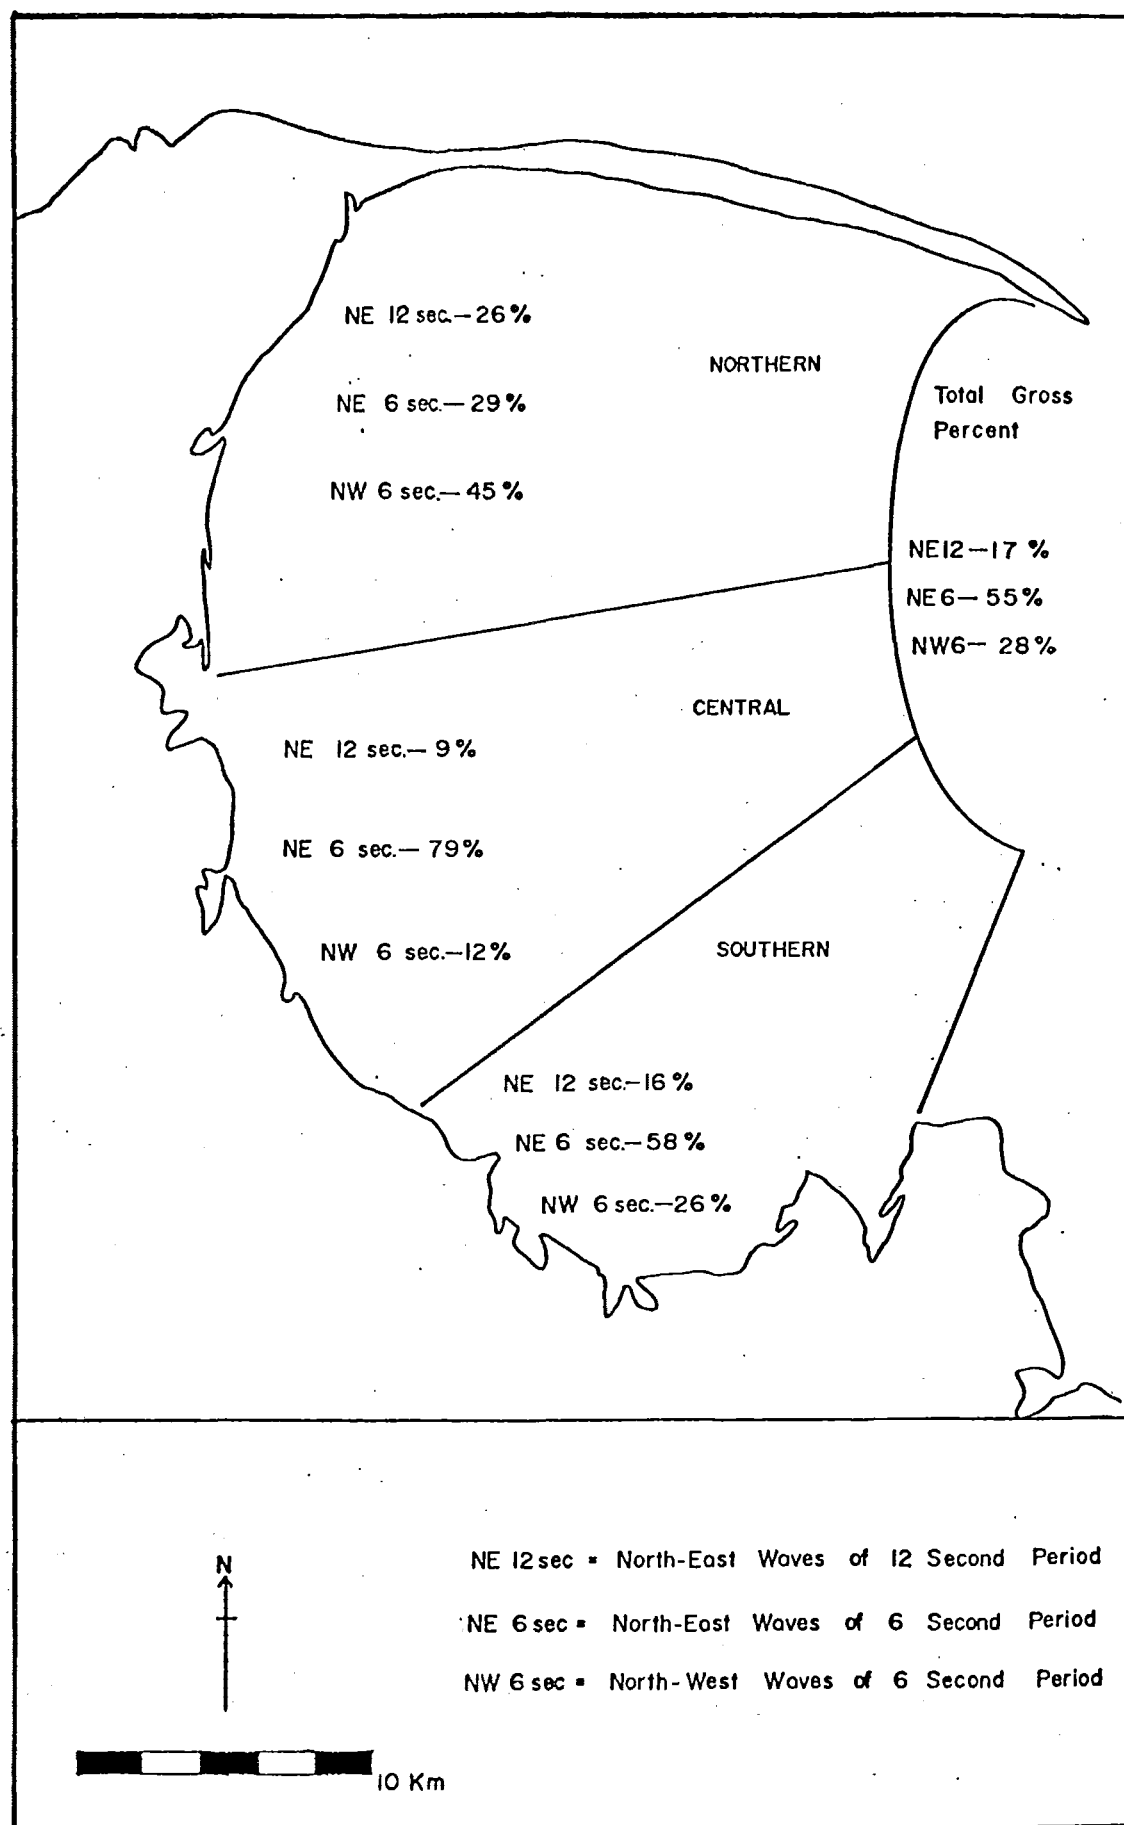 NE 12 sec.-26%
NORTHERN
NE 6 sec.-29%
NW 6 sec.-45%
Total Gross
Percent
NE12-17 %
NE6-55%
NW6-28%
CENTRAL
NE 12 sec.-9%
NE 6 sec.-79%
NW 6 sec.-12%
SOUTHERN
NE 12 sec.-16%
NE 6 sec.-58%
NW 6 sec.-26%
N
NE 12 sec = North-East Waves of 12 Second Period
NE 6 sec = North-East Waves of 6 Second Period
NW 6 sec = North-West Waves of 6 Second Period
10 Km